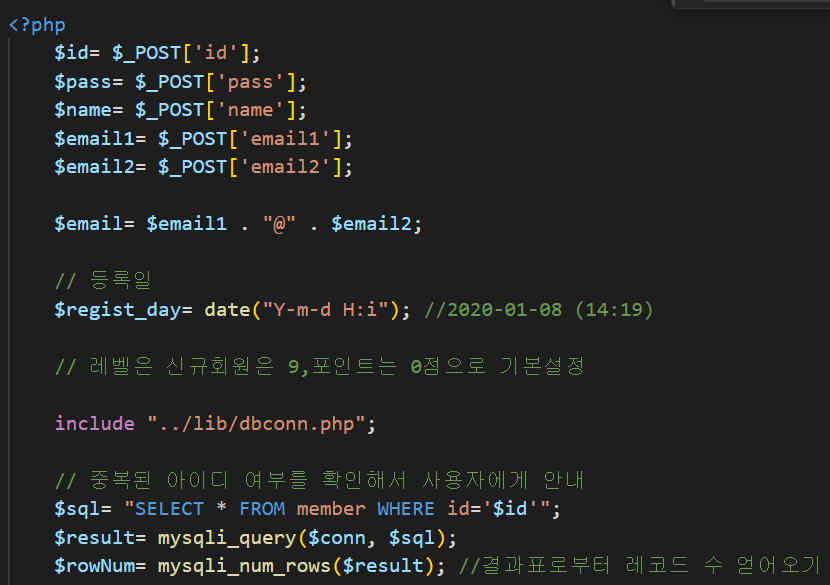 <?php
$id= $_POST['id'];
$pass= $_POST['pass'];
$name= $_POST['name'];
$email1= $_POST['email1'];
$email2= $_POST['email2'];
$email= $email1 . "@" . $email2;
// 등록일
$regist_day= date("Y-m-d H:i"); //2020-01-08 (14:19)
// 레벨은 신규회원은 9,포인트는 0점으로 기본설정
include "../lib/dbconn.php";
// 중복된 아이디 여부를 확인해서 사용자에게 안내
$sql= "SELECT * FROM member WHERE id='$id'";
$result= mysqli_query($conn, $sql);
$rowNum= mysqli_num_rows($result); //결과표로부터 레코드 수 얻어오기